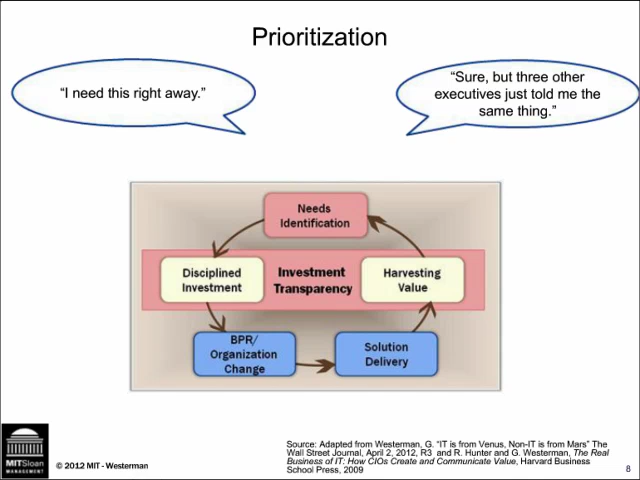 Prioritization
“I need this right away.”
“Sure, but three other
executives just told me the
same thing.”
Needs
Identification
Disciplined
Investment
Investment
Transparency
Harvesting
Value
BPR/
Organization
Change
Solution
Delivery
MITSloan
MANAGEMENT
© 2012 MIT - Westerman
Source: Adapted from Westerman, G. “IT is from Venus, Non-IT is from Mars” The
Wall Street Journal, April 2, 2012, R3 and R. Hunter and G. Westerman, The Real
Business of IT: How CIOs Create and Communicate Value, Harvard Business
School Press, 2009
8